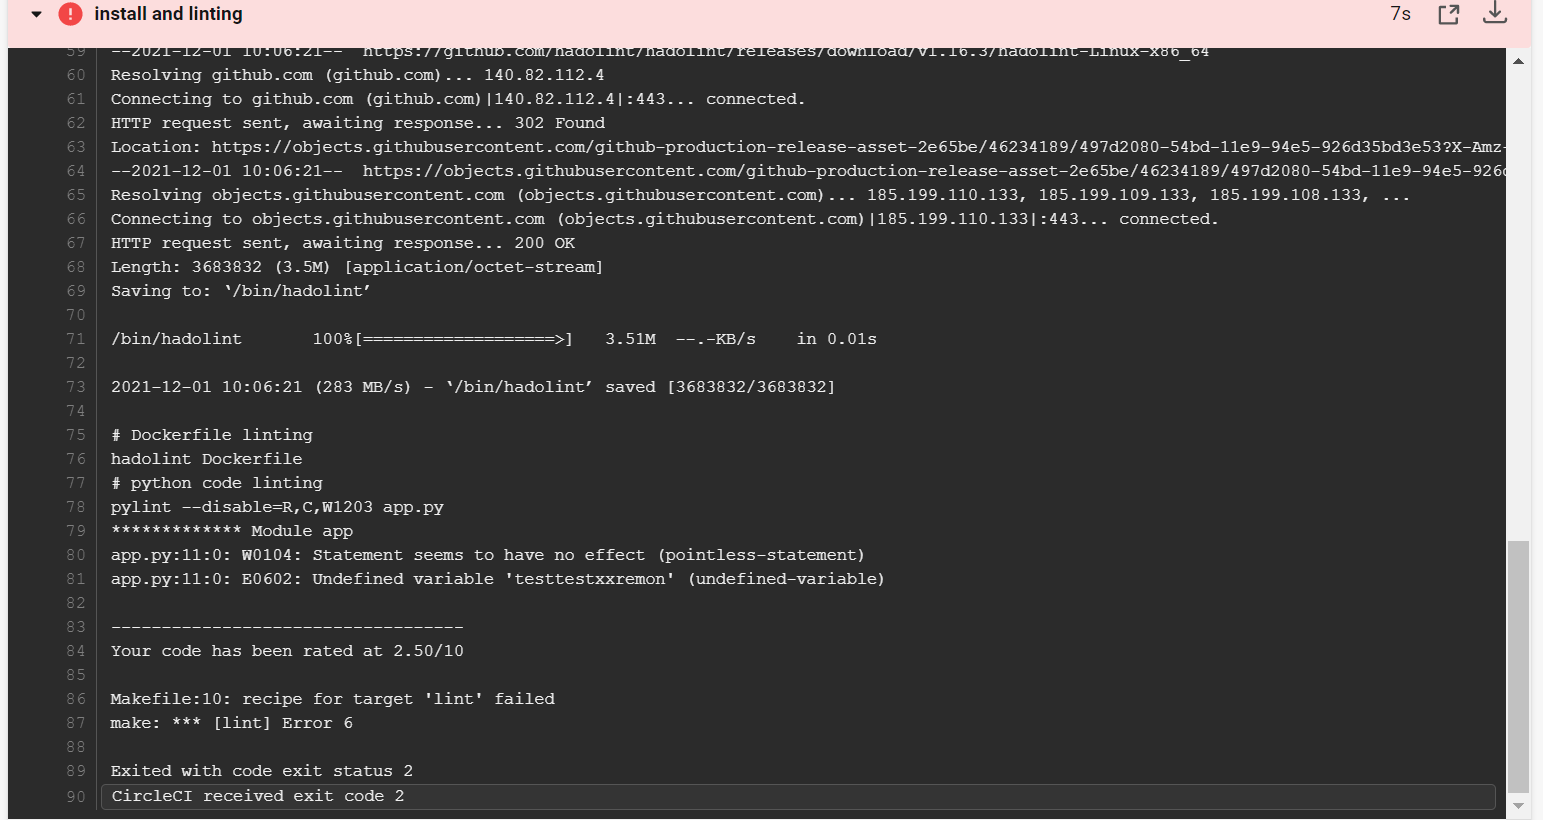 install and linting
7s
59 --2021-12-01 10:06:21-- https://github.com/hadolint/hadolint/releases/download/v1.16.3/hadolint-Linux-x86_64
60 Resolving github.com (github.com)... 140.82.112.4
61 Connecting to github.com (github.com)|140.82.112.4|:443... connected.
62 HTTP request sent, awaiting response... 302 Found
63 Location: https://objects.githubusercontent.com/github-production-release-asset-2e65be/46234189/497d2080-54bd-11e9-94e5-926d35bd3e53?X-Amz-
64 --2021-12-01 10:06:21-- https://objects.githubusercontent.com/github-production-release-asset-2e65be/46234189/497d2080-54bd-11e9-94e5-926
65 Resolving objects.githubusercontent.com (objects.githubusercontent.com)... 185.199.110.133, 185.199.109.133, 185.199.108.133, ...
66 Connecting to objects.githubusercontent.com (objects.githubusercontent.com)|185.199.110.133|:443... connected.
67 HTTP request sent, awaiting response... 200 OK
68 Length: 3683832 (3.5M) [application/octet-stream]
69 Saving to: ‘/bin/hadolint’
70
71 /bin/hadolint 100%[===================>] 3.51M --.-KB/s in 0.01s
72
73 2021-12-01 10:06:21 (283 MB/s) - ‘/bin/hadolint’ saved [3683832/3683832]
74
75 # Dockerfile linting
76 hadolint Dockerfile
77 # python code linting
78 pylint --disable=R,C,W1203 app.py
79 ************* Module app
80 app.py:11:0: W0104: Statement seems to have no effect (pointless-statement)
81 app.py:11:0: E0602: Undefined variable 'testtestxxremon' (undefined-variable)
82
83 -----------------------------------
84 Your code has been rated at 2.50/10
85
86 Makefile:10: recipe for target 'lint' failed
87 make: *** [lint] Error 6
88
89 Exited with code exit status 2
90 CircleCI received exit code 2